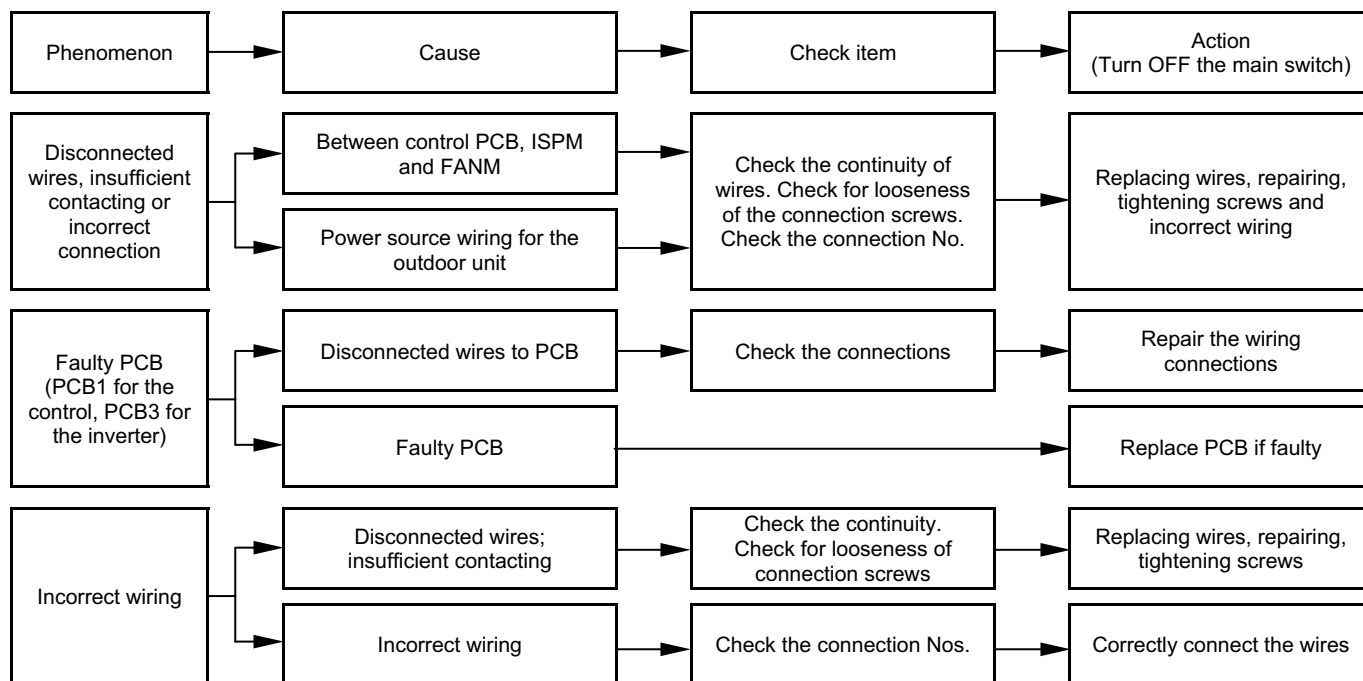 Phenomenon
Cause
Check item
Action
(Turn OFF the main switch)
Disconnected
wires, insufficient
contacting or
incorrect
connection
Between control PCB, ISPM
and FANM
Power source wiring for the
outdoor unit
Check the continuity of
wires. Check for looseness
of the connection screws.
Check the connection No.
Replacing wires, repairing,
tightening screws and
incorrect wiring
Faulty PCB
(PCB1 for the
control, PCB3 for
the inverter)
Disconnected wires to PCB
Check the connections
Repair the wiring
connections
Faulty PCB
Replace PCB if faulty
Incorrect wiring
Disconnected wires;
insufficient contacting
Check the continuity.
Check for looseness of
connection screws
Replacing wires, repairing,
tightening screws
Incorrect wiring
Check the connection Nos.
Correctly connect the wires